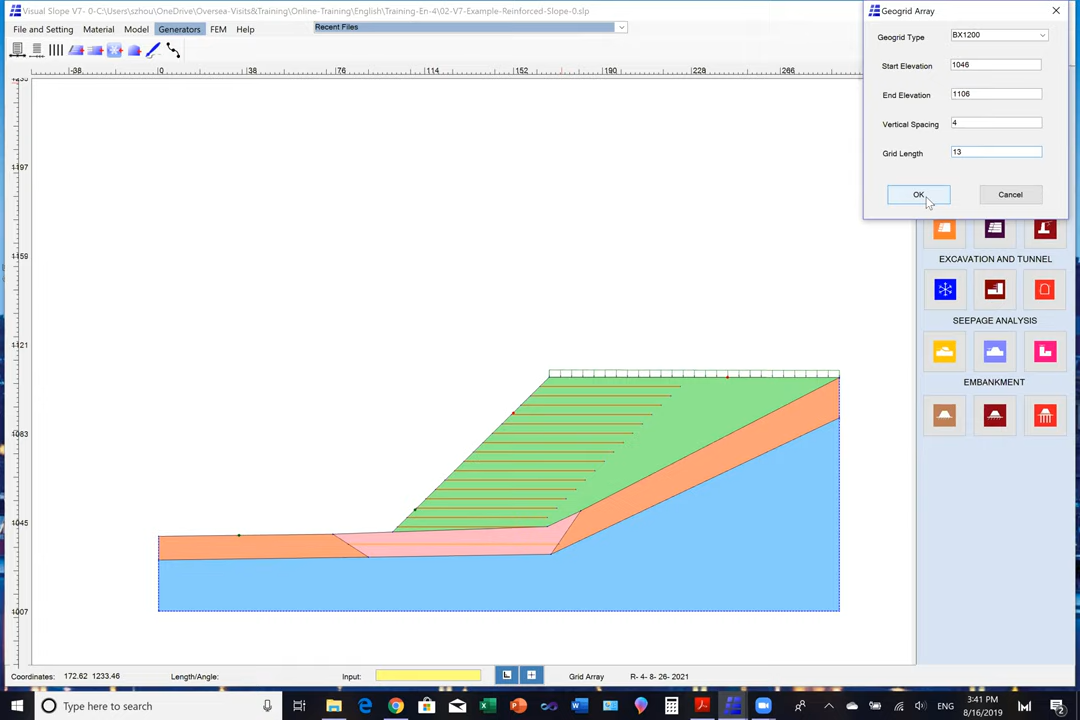 Visual Slope V7- 0-C:\Users\szhou\OneDrive\Oversea-Visits&Training\Online-Training\English\Training-En-4\02-V7-Example-Reinforced-Slope-0.slp
File and Setting Material Model Generators FEM Help
Recent Files
-38 0 38 76 114 152 190 228 266
1197
1159
1121
1083
1045
1007
Geogrid Array
Geogrid Type BX1200
Start Elevation 1046
End Elevation 1106
Vertical Spacing 4
Grid Length 13
OK Cancel
EXCAVATION AND TUNNEL
SEEPAGE ANALYSIS
EMBANKMENT
Coordinates: 172.62 1233.46 Length/Angle: Input: Grid Array R- 4- 8- 26- 2021
Type here to search
ENG
3:41 PM
8/16/2019
2